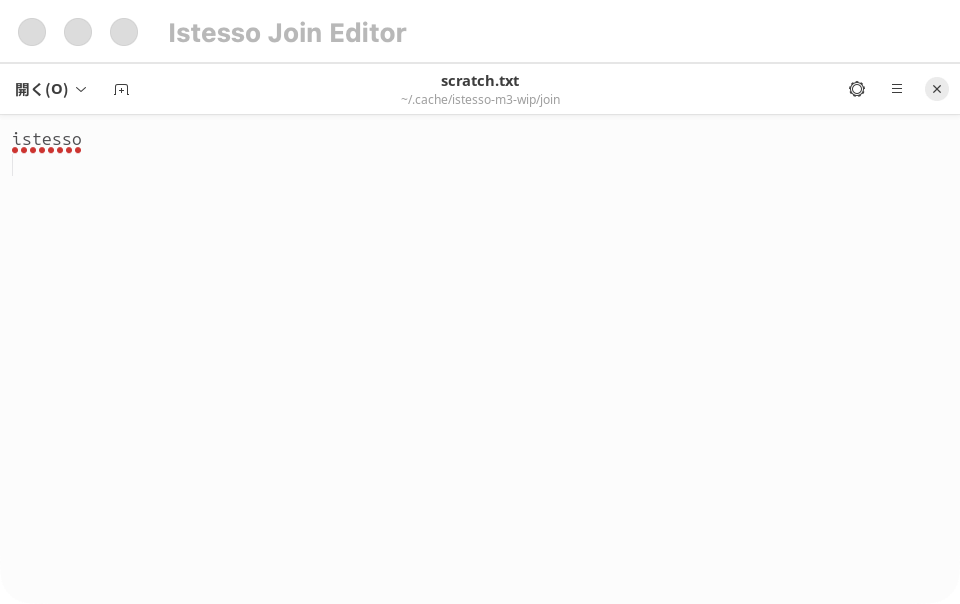 Istesso Join Editor
開く(O)
scratch.txt
~/.cache/istesso-m3-wip/join
istesso